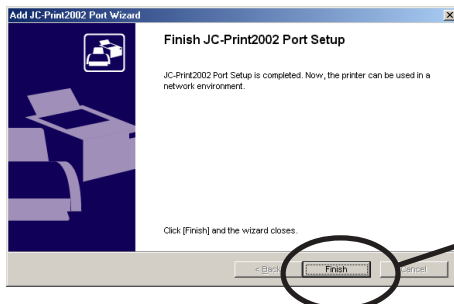 Add JC-Print2002 Port Wizard
Finish JC-Print2002 Port Setup
JC-Print2002 Port Setup is completed. Now, the printer can be used in a
network environment.
Click [Finish] and the wizard closes.
< Back Finish Cancel